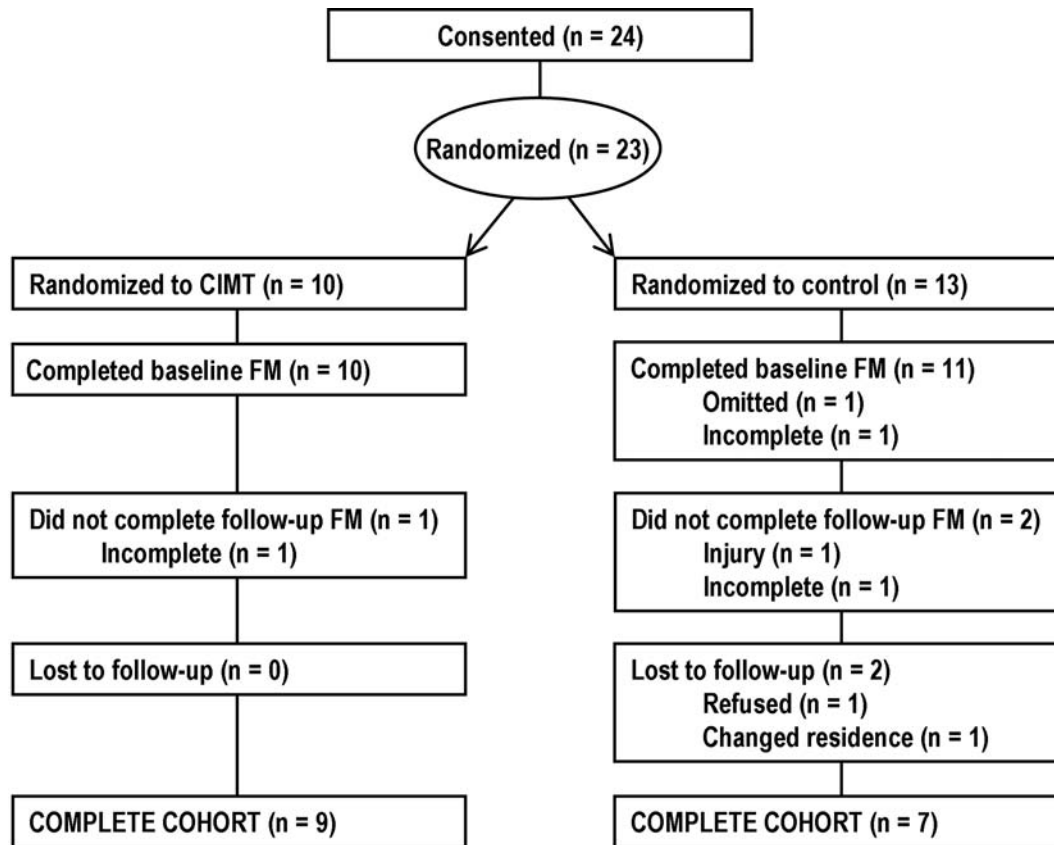 Consented (n = 24)
Randomized (n = 23)
Randomized to CIMT (n = 10)
Completed baseline FM (n = 10)
Did not complete follow-up FM (n = 1)
Incomplete (n = 1)
Lost to follow-up (n = 0)
COMPLETE COHORT (n = 9)
Randomized to control (n = 13)
Completed baseline FM (n = 11)
Omitted (n = 1)
Incomplete (n = 1)
Did not complete follow-up FM (n = 2)
Injury (n = 1)
Incomplete (n = 1)
Lost to follow-up (n = 2)
Refused (n = 1)
Changed residence (n = 1)
COMPLETE COHORT (n = 7)